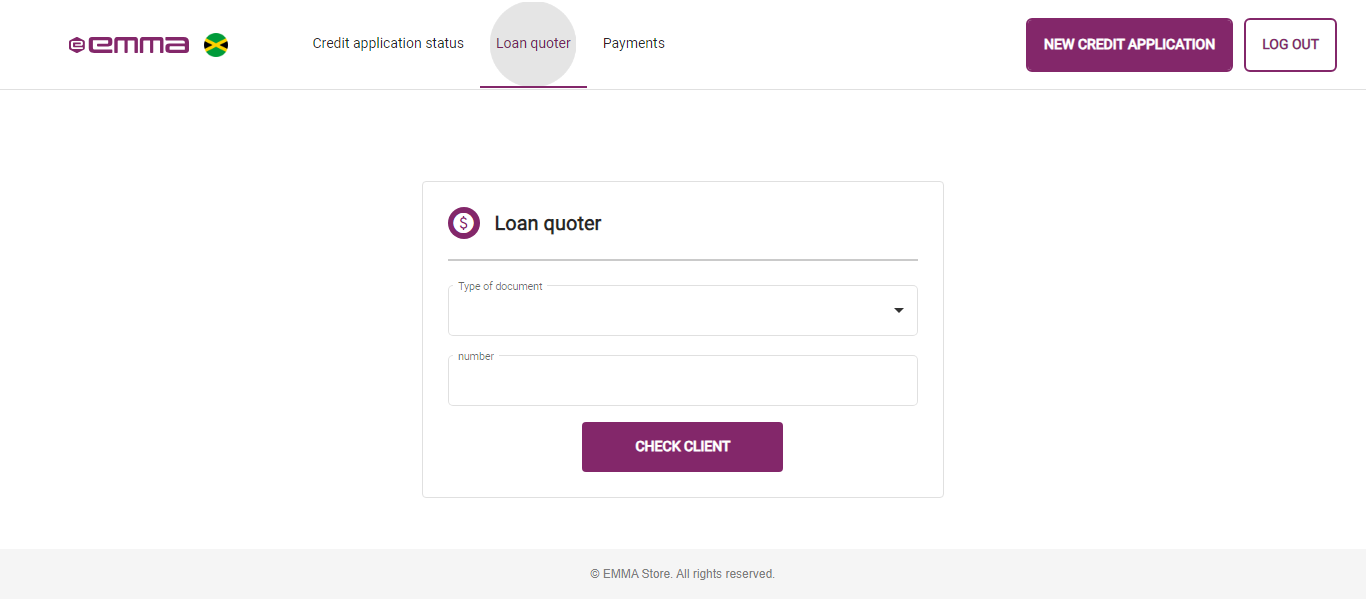 emma
Credit application status
Loan quoter
Payments
NEW CREDIT APPLICATION
LOG OUT
$ Loan quoter
Type of document
number
CHECK CLIENT
© EMMA Store. All rights reserved.